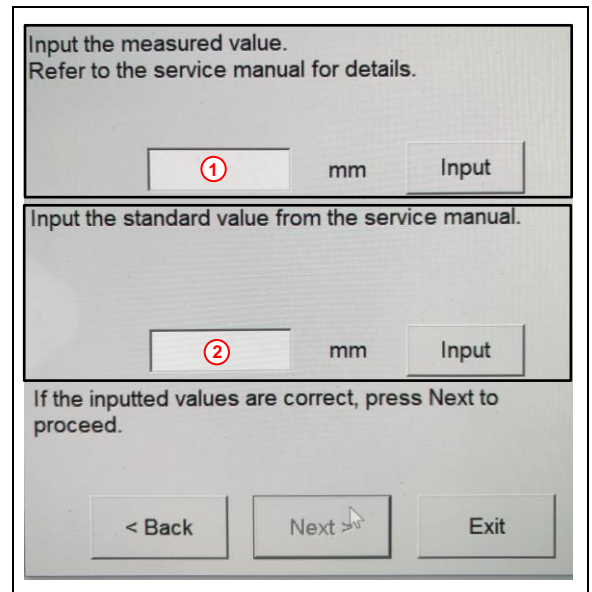 Input the measured value.
Refer to the service manual for details.
① mm Input
Input the standard value from the service manual.
② mm Input
If the inputted values are correct, press Next to
proceed.
< Back Next > Exit